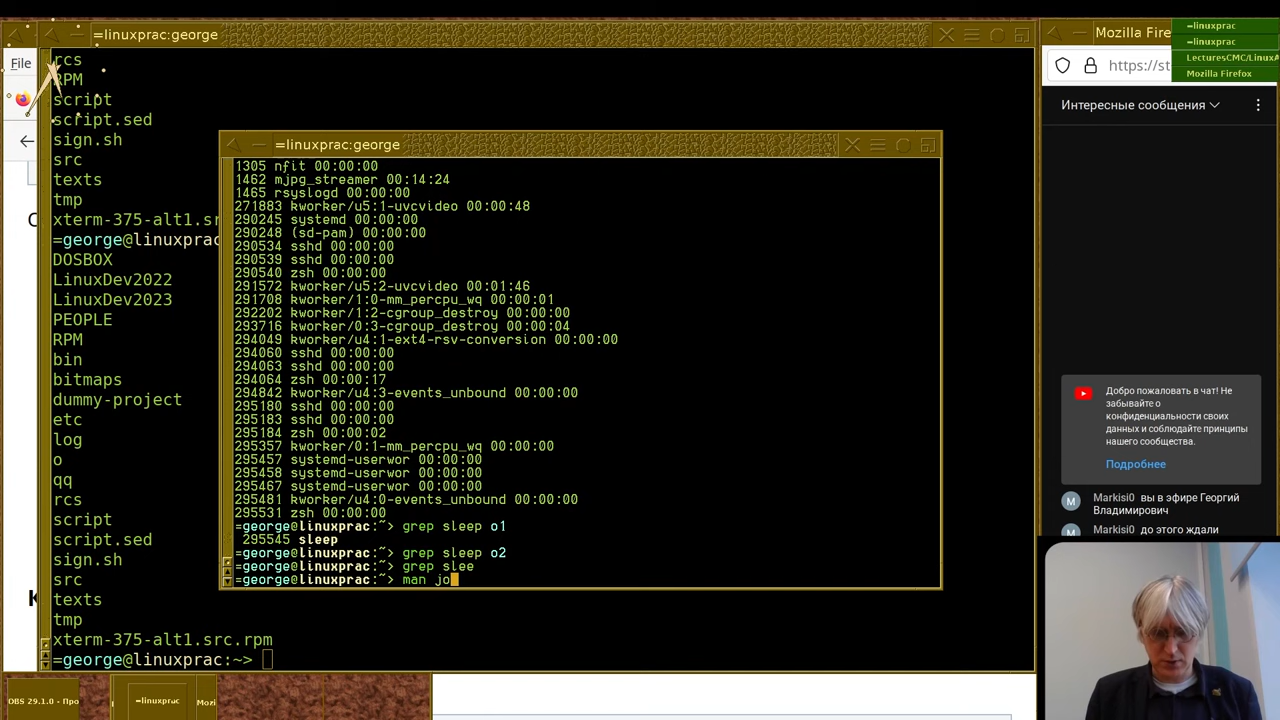 =linuxprac:george
File
rcs
RPM
script
script.sed
sign.sh
src
texts
tmp
xterm-375-alt1.sr
=george@linuxprac
DOSBOX
LinuxDev2022
LinuxDev2023
PEOPLE
RPM
bin
bitmaps
dummy-project
etc
log
o
qq
rcs
script
script.sed
sign.sh
src
texts
tmp
xterm-375-alt1.src.rpm
=george@linuxprac:~>
=linuxprac:george
1305 nfit 00:00:00
1462 mjpg_streamer 00:14:24
1465 rsyslogd 00:00:00
271883 kworker/u5:1-uvcvideo 00:00:48
290245 systemd 00:00:00
290248 (sd-pam) 00:00:00
290534 sshd 00:00:00
290539 sshd 00:00:00
290540 zsh 00:00:00
291572 kworker/u5:2-uvcvideo 00:01:46
291708 kworker/1:0-mm_percpu_wq 00:00:01
292202 kworker/1:2-cgroup_destroy 00:00:00
293716 kworker/0:3-cgroup_destroy 00:00:04
294049 kworker/u4:1-ext4-rsv-conversion 00:00:00
294060 sshd 00:00:00
294063 sshd 00:00:00
294064 zsh 00:00:17
294842 kworker/u4:3-events_unbound 00:00:00
295180 sshd 00:00:00
295183 sshd 00:00:00
295184 zsh 00:00:02
295357 kworker/0:1-mm_percpu_wq 00:00:00
295457 systemd-userwor 00:00:00
295458 systemd-userwor 00:00:00
295467 systemd-userwor 00:00:00
295481 kworker/u4:0-events_unbound 00:00:00
295531 zsh 00:00:00
=george@linuxprac:~> grep sleep o1
295545 sleep
=george@linuxprac:~> grep sleep o2
=george@linuxprac:~> grep slee
=george@linuxprac:~> man jo
Mozilla Fire
=linuxprac
=linuxprac
LecturesCMC/LinuxA
Mozilla Firefox
https://st
Интересные сообщения
Добро пожаловать в чат! Не
забывайте о
конфиденциальности своих
данных и соблюдайте принципы
нашего сообщества.
Подробнее
M
Markisi0 вы в эфире Георгий
Владимирович
Markisi0 до этого ждали
DBS 29.1.0 - Про
=linuxprac
Mozi